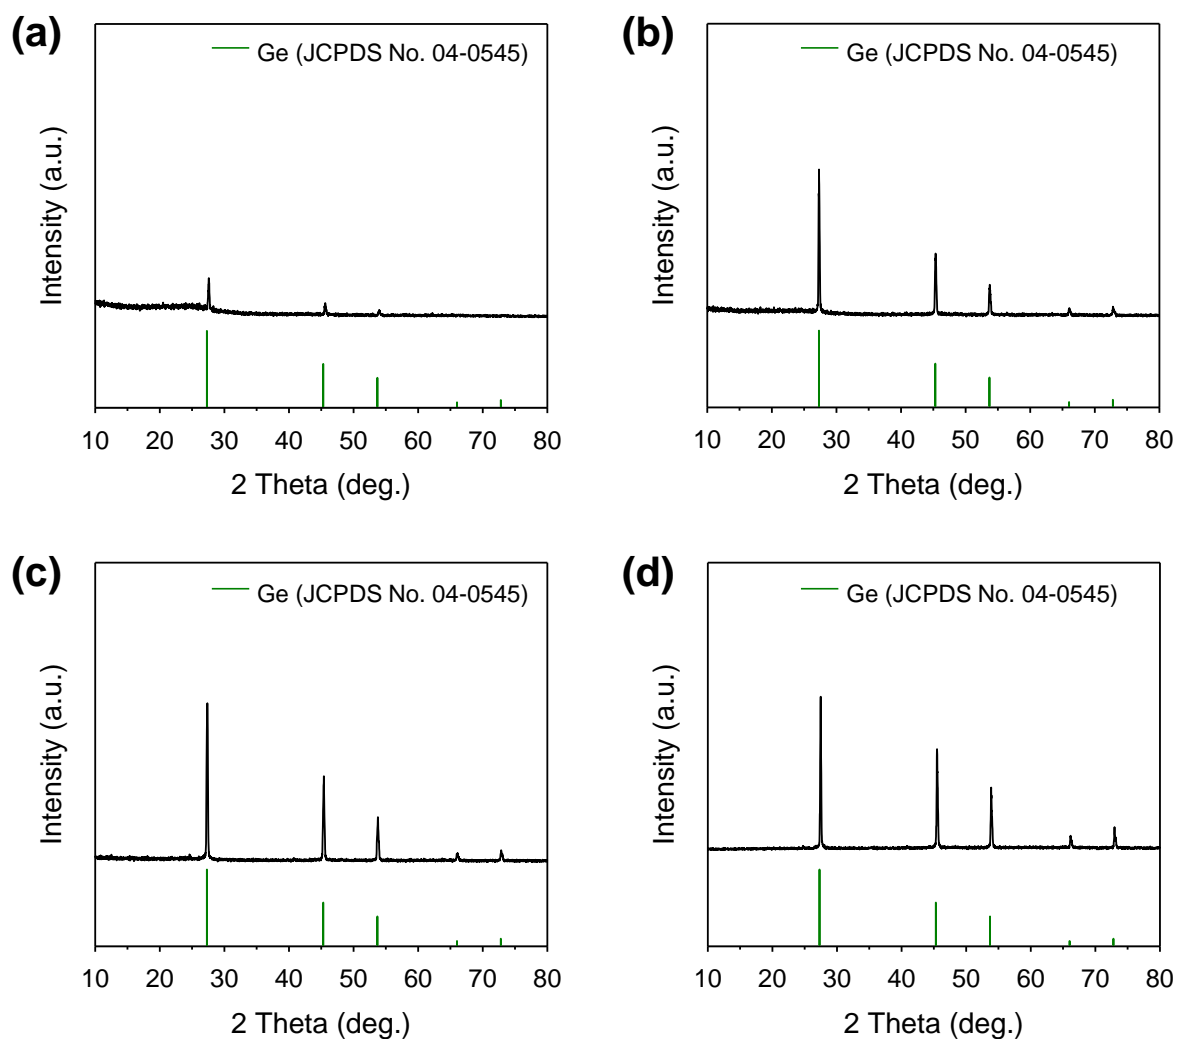 (a)
Ge (JCPDS No. 04-0545)
Intensity (a.u.)
10 20 30 40 50 60 70 80
2 Theta (deg.)
(b)
Ge (JCPDS No. 04-0545)
Intensity (a.u.)
10 20 30 40 50 60 70 80
2 Theta (deg.)
(c)
Ge (JCPDS No. 04-0545)
Intensity (a.u.)
10 20 30 40 50 60 70 80
2 Theta (deg.)
(d)
Ge (JCPDS No. 04-0545)
Intensity (a.u.)
10 20 30 40 50 60 70 80
2 Theta (deg.)